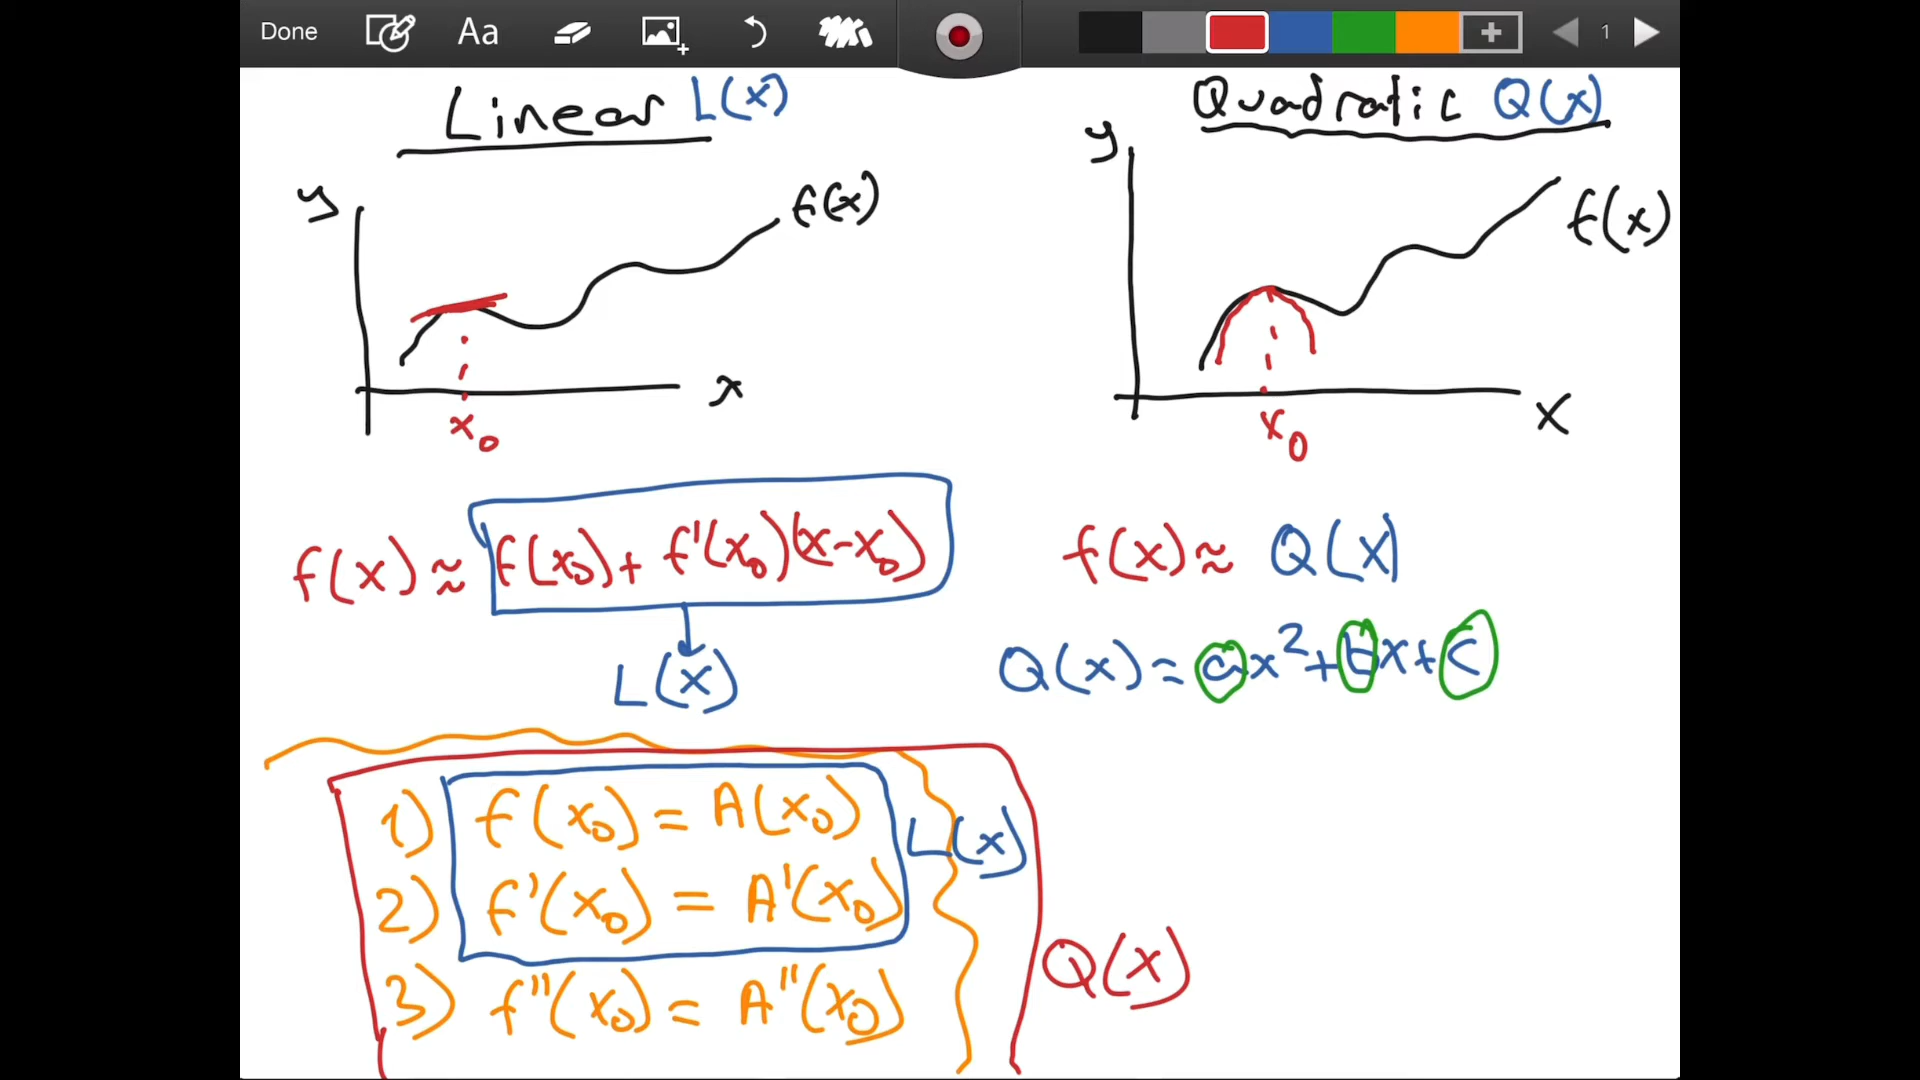 Done Aa 1
Linear L(x)
y
f(x)
x
x₀
f(x) ≈ f(x₀) + f'(x₀)(x-x₀)
L(x)
Quadratic Q(x)
y
f(x)
x
x₀
f(x) ≈ Q(x)
Q(x) = ax²+bx+c
1) f(x₀) = A(x₀) L(x)
2) f'(x₀) = A'(x₀)
3) f''(x₀) = A''(x₀)
Q(x)